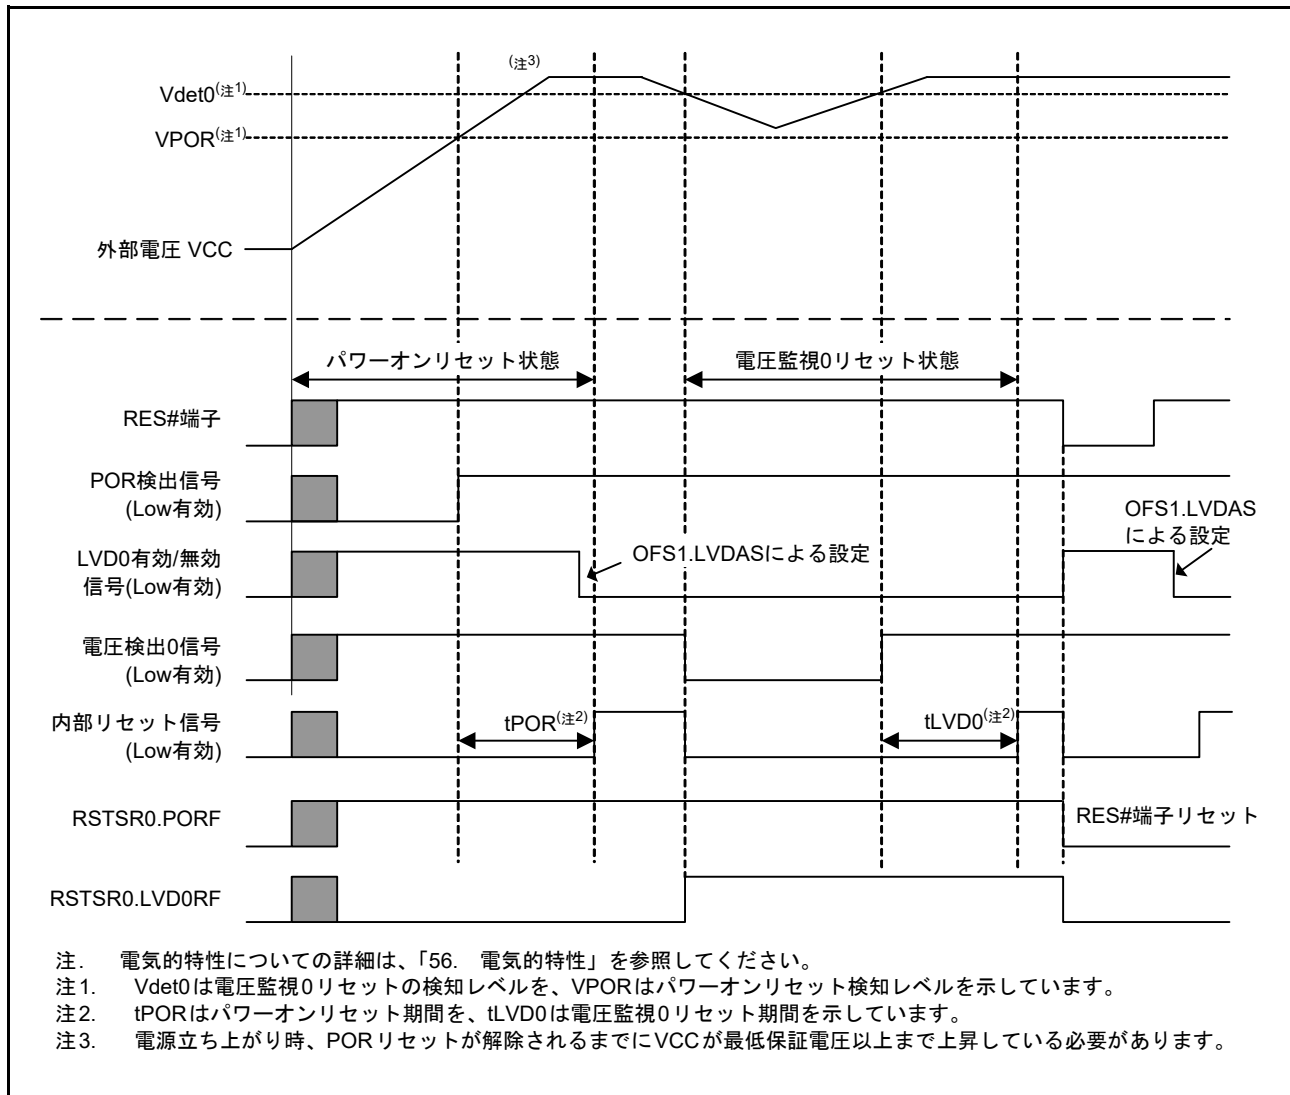 (注3)
Vdet0(注1)
VPOR(注1)
外部電圧 VCC
パワーオンリセット状態
電圧監視0リセット状態
RES#端子
POR検出信号
(Low有効)
OFS1.LVDAS
による設定
LVD0有効/無効
信号(Low有効)
OFS1.LVDASによる設定
電圧検出0信号
(Low有効)
内部リセット信号
(Low有効)
tPOR(注2)
tLVD0(注2)
RSTSR0.PORF
RES#端子リセット
RSTSR0.LVD0RF
注. 電気的特性についての詳細は、「56. 電気的特性」を参照してください。
注1. Vdet0は電圧監視0リセットの検知レベルを、VPORはパワーオンリセット検知レベルを示しています。
注2. tPORはパワーオンリセット期間を、tLVD0は電圧監視0リセット期間を示しています。
注3. 電源立ち上がり時、PORリセットが解除されるまでにVCCが最低保証電圧以上まで上昇している必要があります。